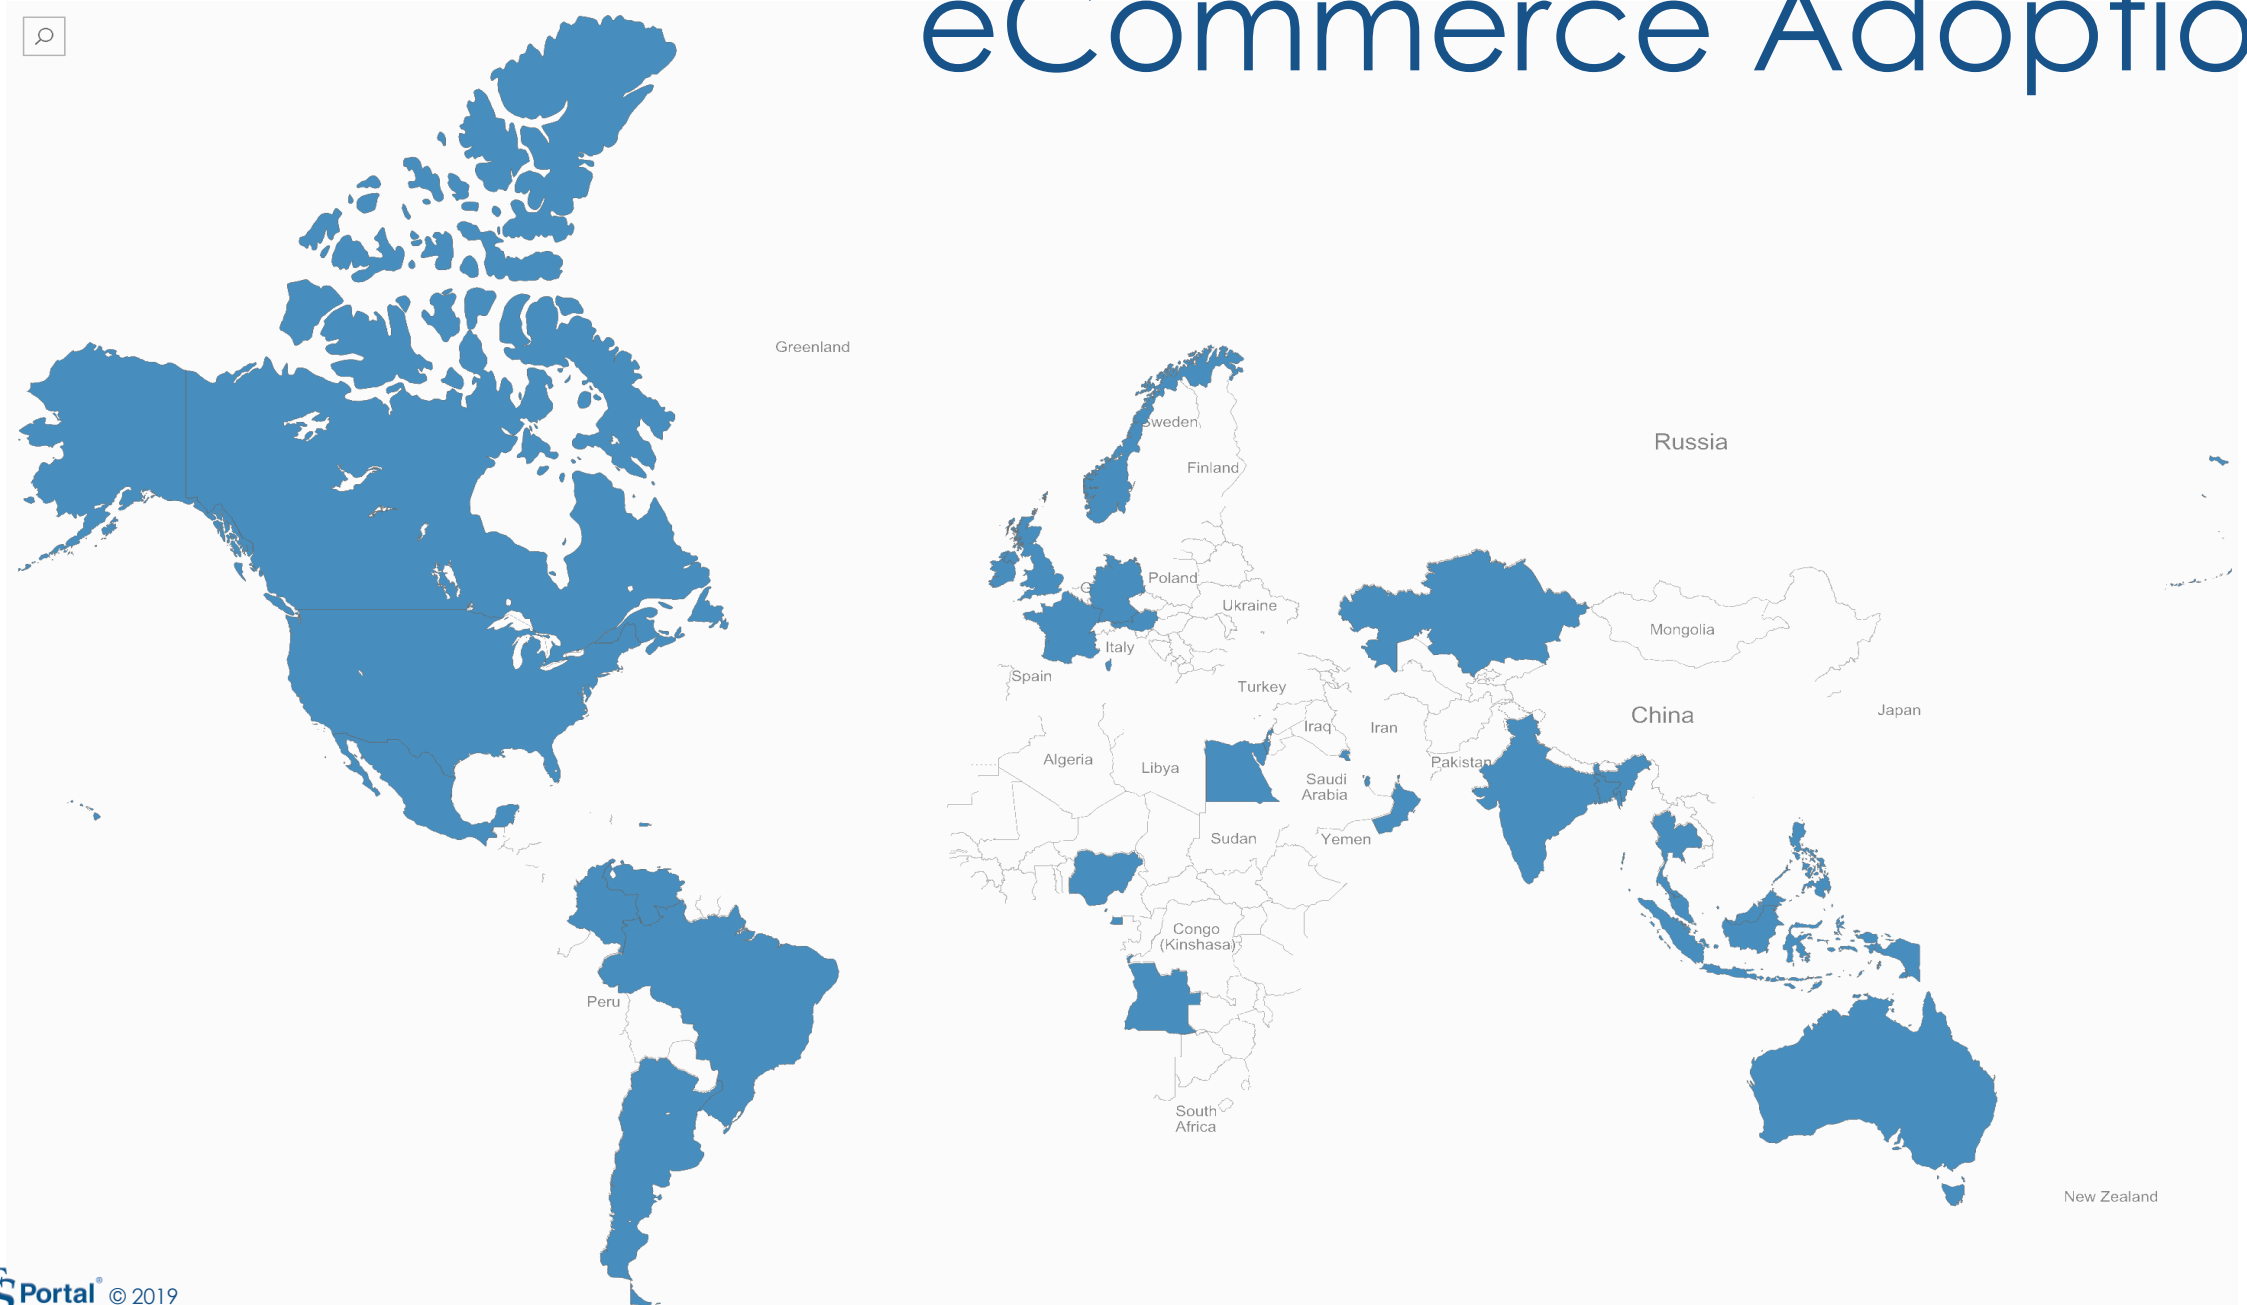 eCommerce Adoptio
Greenland
Sweden
Finland
Russia
Poland
Ukraine
Mongolia
Italy
Spain
Turkey
China
Japan
Iraq
Iran
Algeria
Libya
Pakistan
Saudi
Arabia
Sudan
Yemen
Congo
(Kinshasa)
Peru
South
Africa
New Zealand
Portal® © 2019